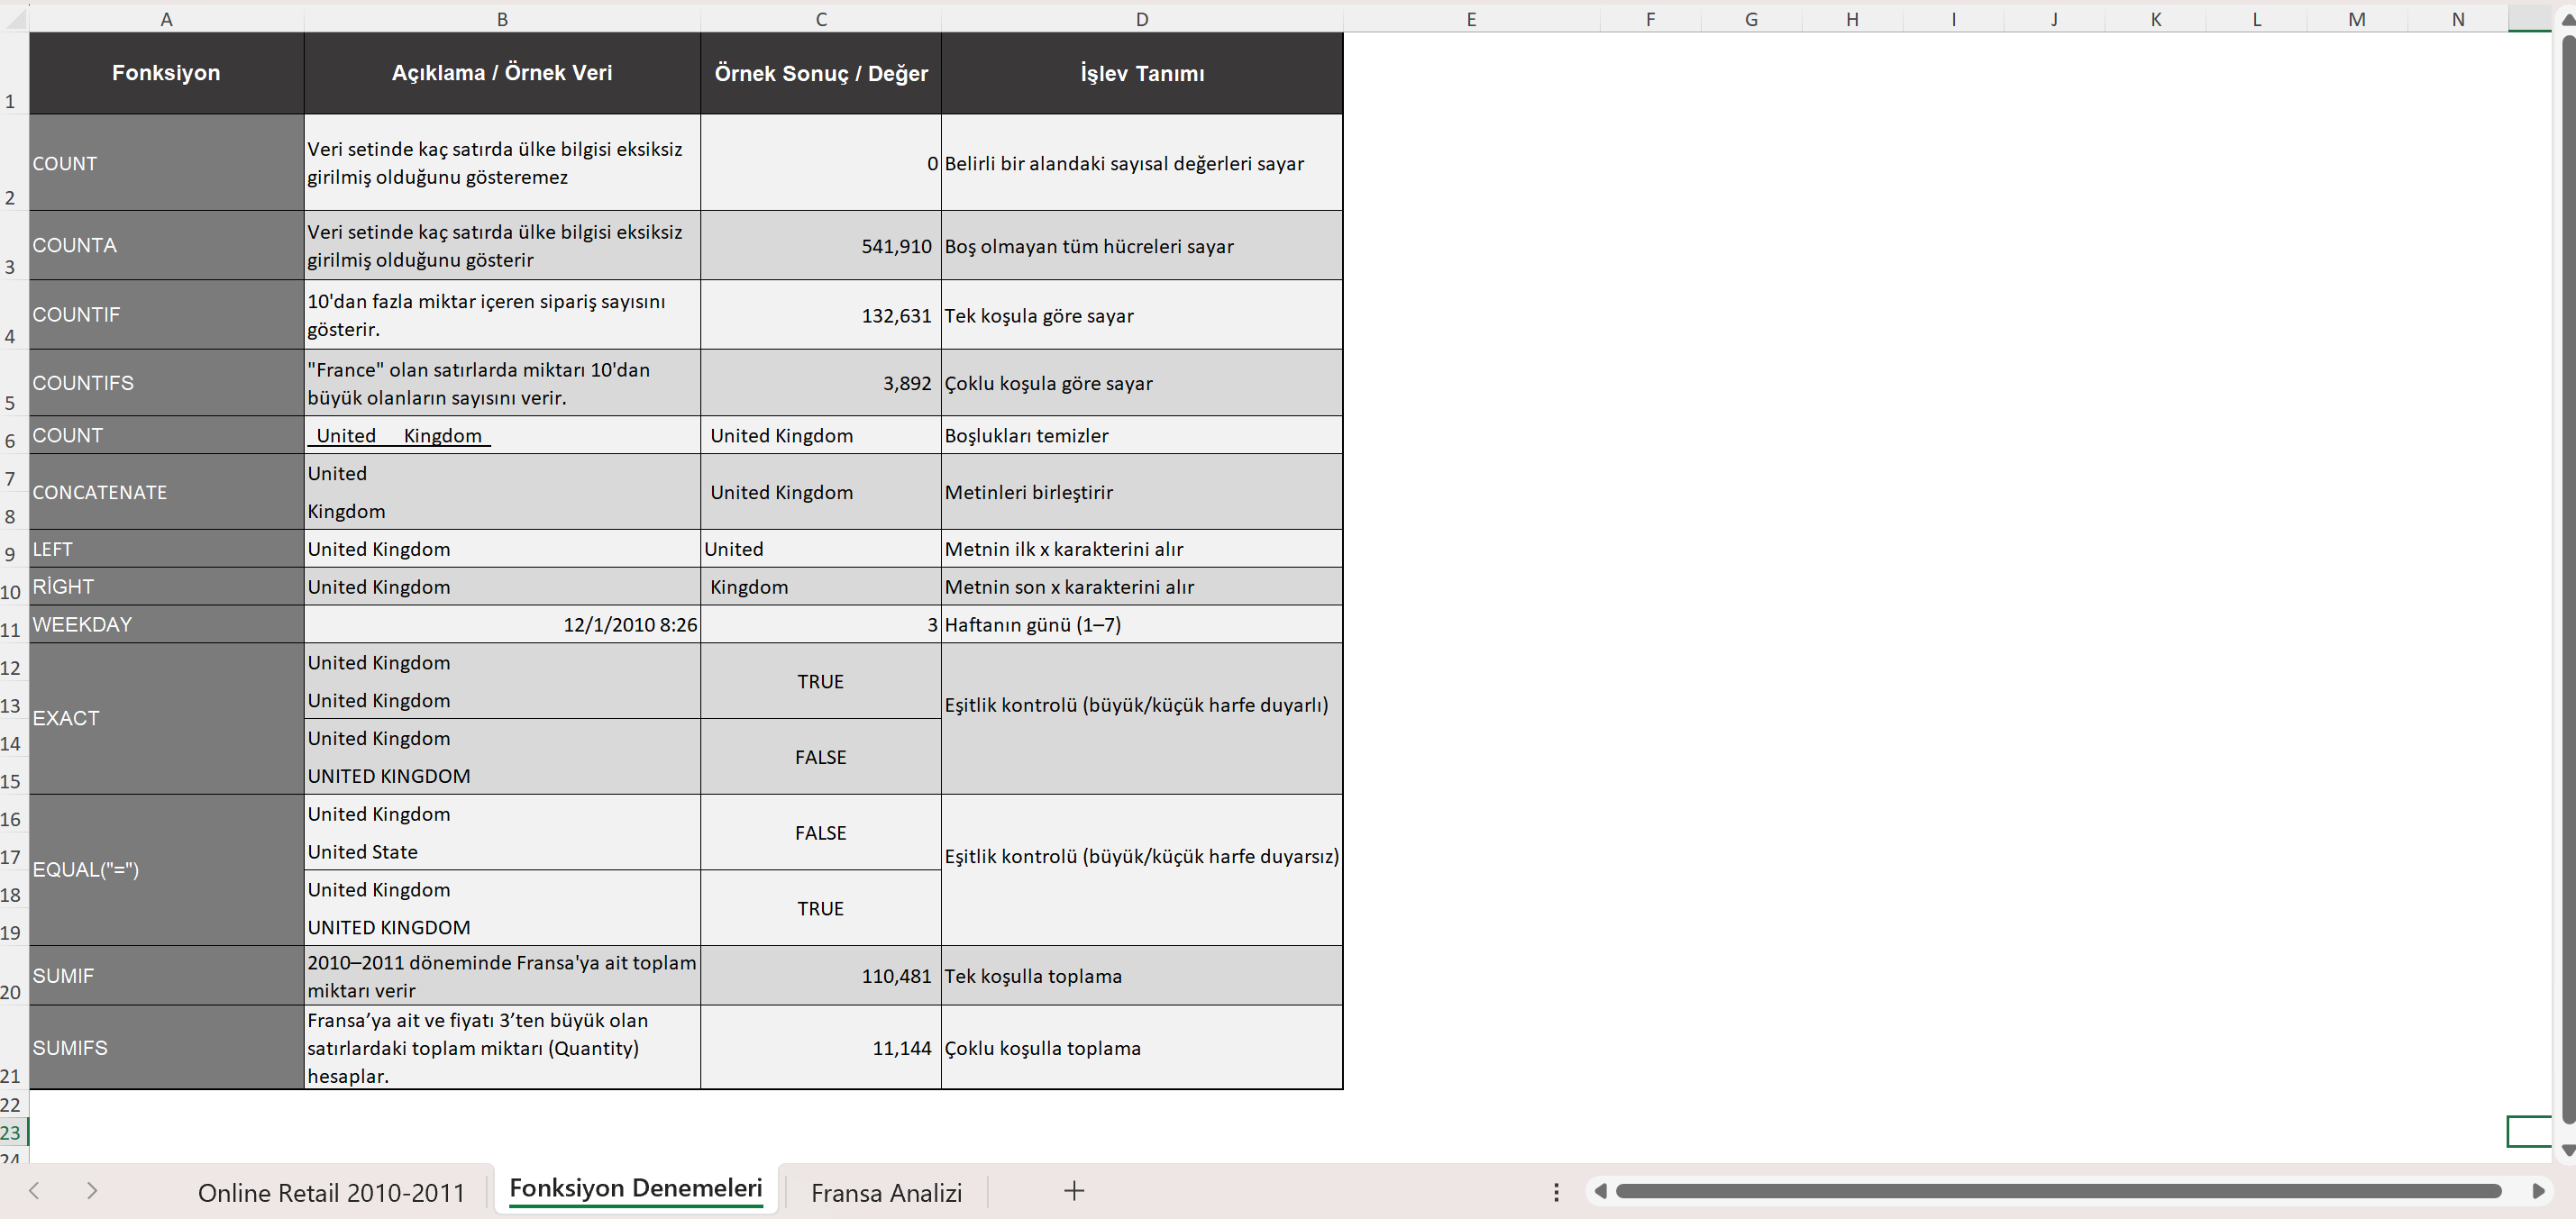 A B C D E F G H I J K L M N
1 Fonksiyon Açıklama / Örnek Veri Örnek Sonuç / Değer İşlev Tanımı
2 COUNT Veri setinde kaç satırda ülke bilgisi eksiksiz
girilmiş olduğunu gösteremez 0 Belirli bir alandaki sayısal değerleri sayar
3 COUNTA Veri setinde kaç satırda ülke bilgisi eksiksiz
girilmiş olduğunu gösterir 541,910 Boş olmayan tüm hücreleri sayar
4 COUNTIF 10'dan fazla miktar içeren sipariş sayısını
gösterir. 132,631 Tek koşula göre sayar
5 COUNTIFS "France" olan satırlarda miktarı 10'dan
büyük olanların sayısını verir. 3,892 Çoklu koşula göre sayar
6 COUNT United Kingdom United Kingdom Boşlukları temizler
7 CONCATENATE United United Kingdom Metinleri birleştirir
8 Kingdom
9 LEFT United Kingdom United Metnin ilk x karakterini alır
10 RİGHT United Kingdom Kingdom Metnin son x karakterini alır
11 WEEKDAY 12/1/2010 8:26 3 Haftanın günü (1–7)
12 EXACT United Kingdom TRUE Eşitlik kontrolü (büyük/küçük harfe duyarlı)
13 United Kingdom
14 United Kingdom FALSE
15 UNITED KINGDOM
16 EQUAL("=") United Kingdom FALSE Eşitlik kontrolü (büyük/küçük harfe duyarsız)
17 United State
18 United Kingdom TRUE
19 UNITED KINGDOM
20 SUMIF 2010–2011 döneminde Fransa'ya ait toplam
miktarı verir 110,481 Tek koşulla toplama
21 SUMIFS Fransa’ya ait ve fiyatı 3’ten büyük olan
satırlardaki toplam miktarı (Quantity)
hesaplar. 11,144 Çoklu koşulla toplama
22
23
24
Online Retail 2010-2011 Fonksiyon Denemeleri Fransa Analizi